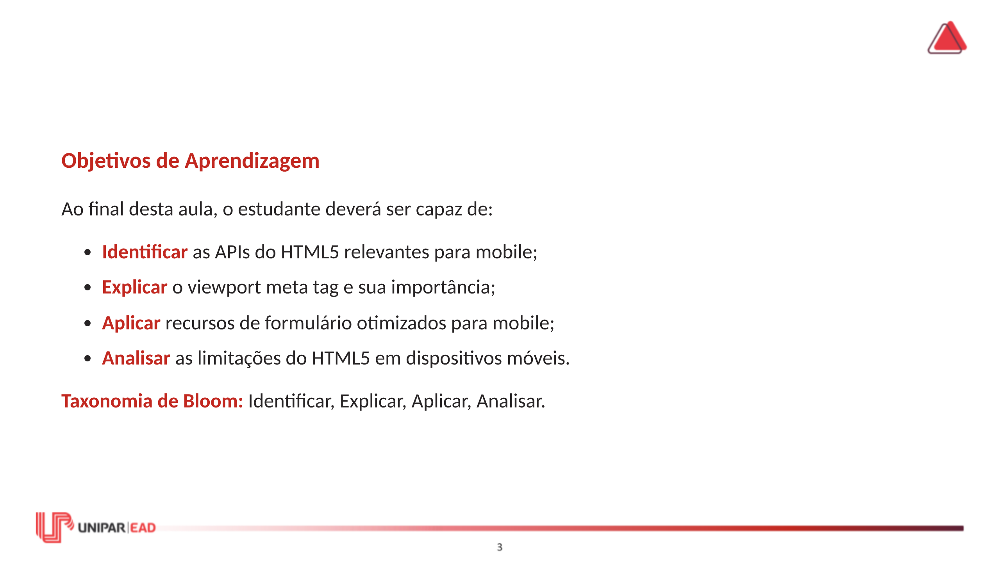 Objetivos de Aprendizagem
Ao final desta aula, o estudante deverá ser capaz de:
• Identificar as APIs do HTML5 relevantes para mobile;
• Explicar o viewport meta tag e sua importância;
• Aplicar recursos de formulário otimizados para mobile;
• Analisar as limitações do HTML5 em dispositivos móveis.
Taxonomia de Bloom: Identificar, Explicar, Aplicar, Analisar.
UNIPAR|EAD
3